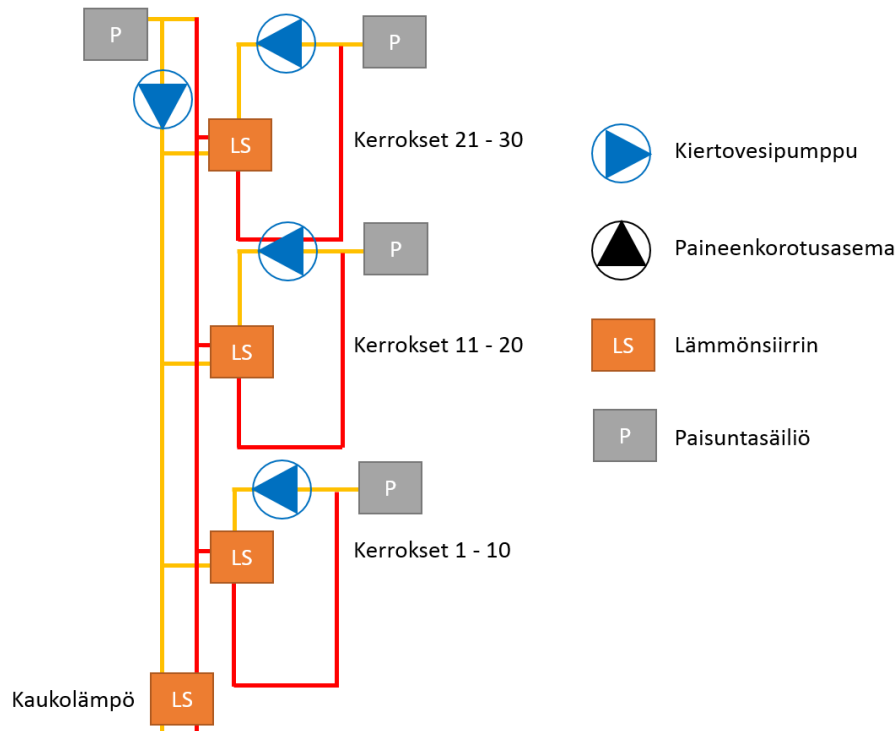 P
P
LS
Kerrokset 21 - 30
Kiertovesipumppu
P
Paineenkorotusasema
LS
Kerrokset 11 - 20
LS
Lämmönsiirrin
P
Paisuntasäiliö
P
LS
Kerrokset 1 - 10
Kaukolämpö
LS